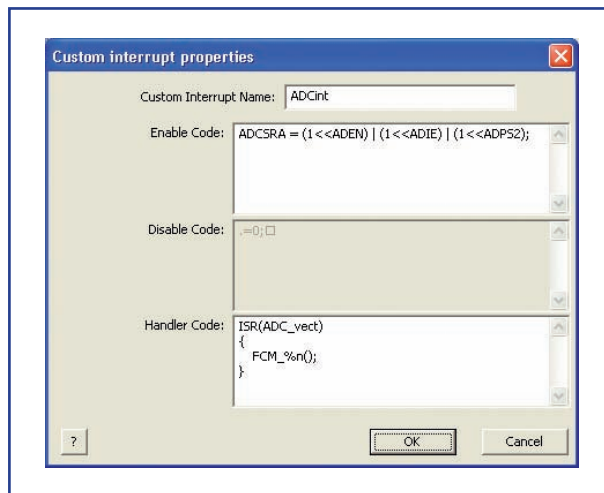 Custom interrupt properties
Custom Interrupt Name: ADCint
Enable Code: ADCSRA = (1<<ADEN) | (1<<ADIE) | (1<<ADPS2);
Disable Code: .=0;□
Handler Code: ISR(ADC_vect)
{
FCM_%n();
}
? OK Cancel